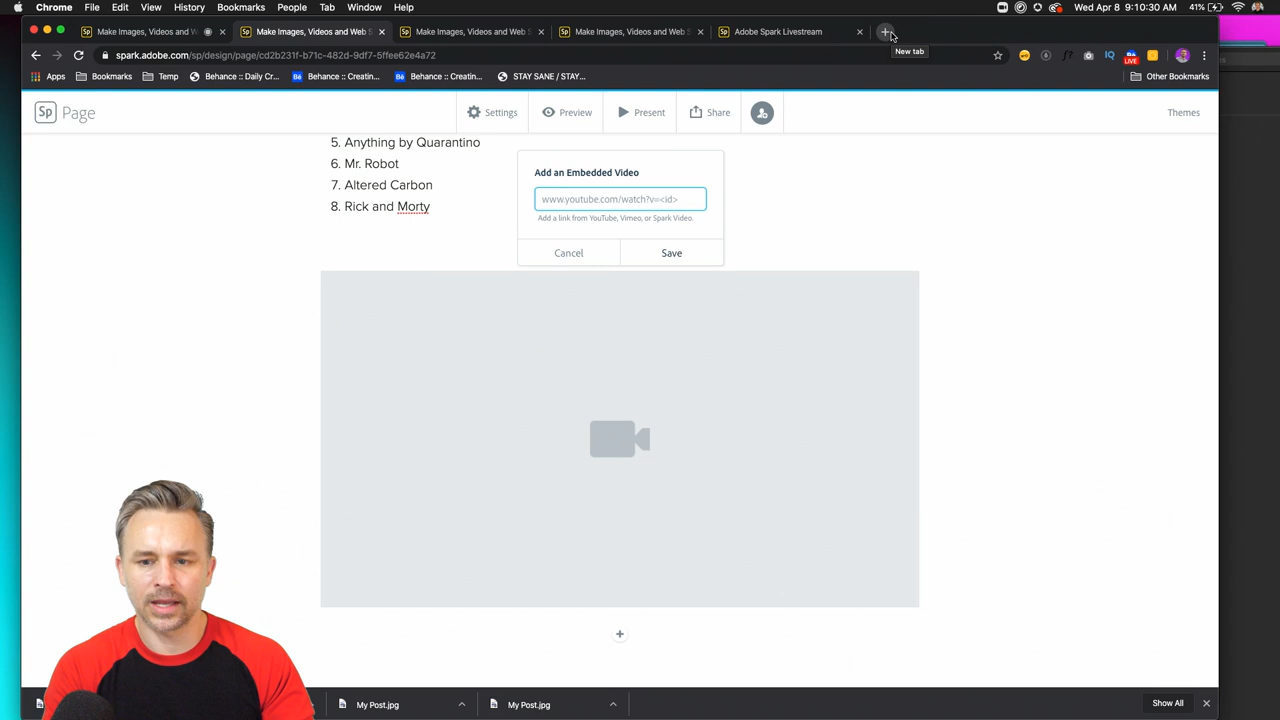 Chrome File Edit View History Bookmarks People Tab Window Help 41% Wed Apr 8 9:10:30 AM
Make Images, Videos and W
Make Images, Videos and Web S
Make Images, Videos and Web S
Make Images, Videos and Web S
Adobe Spark Livestream
New tab
spark.adobe.com/sp/design/page/cd2b231f-b71c-482d-9df7-5ffee62e4a72
IQ
LIVE
Apps Bookmarks Temp Behance :: Daily Cr... Bē Behance :: Creatin... Bē Behance :: Creatin... STAY SANE / STAY... Other Bookmarks
Sp Page Settings Preview Present Share Themes
5. Anything by Quarantino
6. Mr. Robot
7. Altered Carbon
8. Rick and Morty
Add an Embedded Video
www.youtube.com/watch?v=<id>
Add a link from YouTube, Vimeo, or Spark Video.
Cancel Save
My Post.jpg My Post.jpg Show All